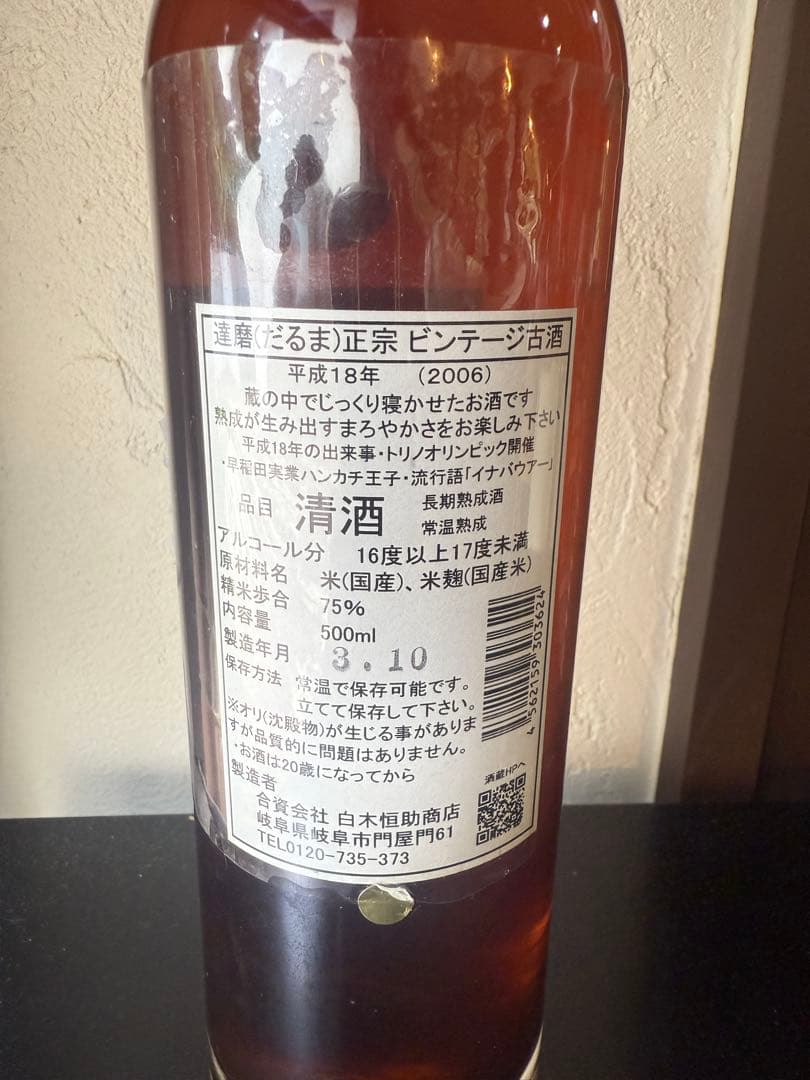 達磨(だるま)正宗 ビンテージ古酒
平成18年 (2006)
蔵の中でじっくり寝かせたお酒です
熟成が生み出すまろやかさをお楽しみ下さい
平成18年の出来事・トリノオリンピック開催
・早稲田実業ハンカチ王子・流行語「イナバウアー」
品目 清酒 長期熟成酒
常温熟成
アルコール分 16度以上17度未満
原材料名 米(国産)、米麹(国産米)
精米歩合 75%
内容量 500ml
製造年月 3.10
保存方法 常温で保存可能です。
立てて保存して下さい。
※オリ(沈殿物)が生じる事がありま
すが品質的に問題はありません。
・お酒は20歳になってから
製造者
合資会社 白木恒助商店
岐阜県岐阜市門屋門61
TEL0120-735-373
4562159303624
酒蔵HPへ